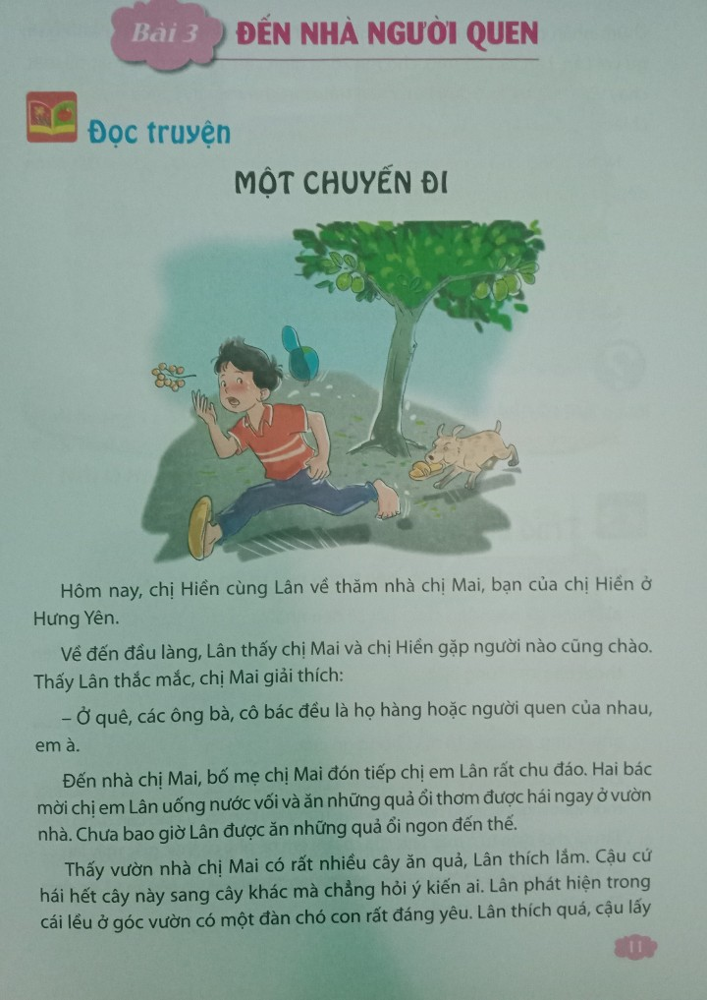 Bài 3 ĐẾN NHÀ NGƯỜI QUEN
Đọc truyện
MỘT CHUYẾN ĐI
Hôm nay, chị Hiền cùng Lân về thăm nhà chị Mai, bạn của chị Hiền ở
Hưng Yên.
Về đến đầu làng, Lân thấy chị Mai và chị Hiền gặp người nào cũng chào.
Thấy Lân thắc mắc, chị Mai giải thích:
– Ở quê, các ông bà, cô bác đều là họ hàng hoặc người quen của nhau,
em à.
Đến nhà chị Mai, bố mẹ chị Mai đón tiếp chị em Lân rất chu đáo. Hai bác
mời chị em Lân uống nước vối và ăn những quả ổi thơm được hái ngay ở vườn
nhà. Chưa bao giờ Lân được ăn những quả ổi ngon đến thế.
Thấy vườn nhà chị Mai có rất nhiều cây ăn quả, Lân thích lắm. Cậu cứ
hái hết cây này sang cây khác mà chẳng hỏi ý kiến ai. Lân phát hiện trong
cái lều ở góc vườn có một đàn chó con rất đáng yêu. Lân thích quá, cậu lấy
11